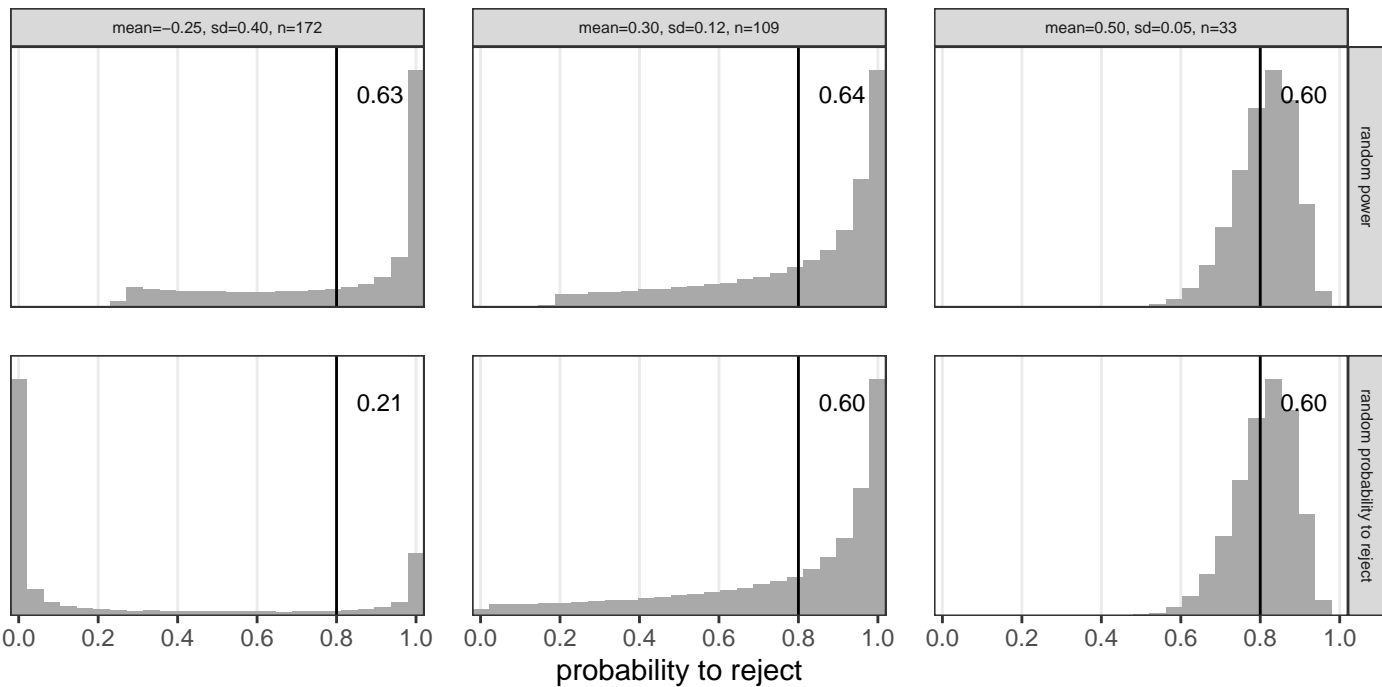 mean=−0.25, sd=0.40, n=172
mean=0.30, sd=0.12, n=109
mean=0.50, sd=0.05, n=33
0.63
0.64
0.60
random power
0.21
0.60
0.60
random probability to reject
0.0 0.2 0.4 0.6 0.8 1.0
0.0 0.2 0.4 0.6 0.8 1.0
0.0 0.2 0.4 0.6 0.8 1.0
probability to reject